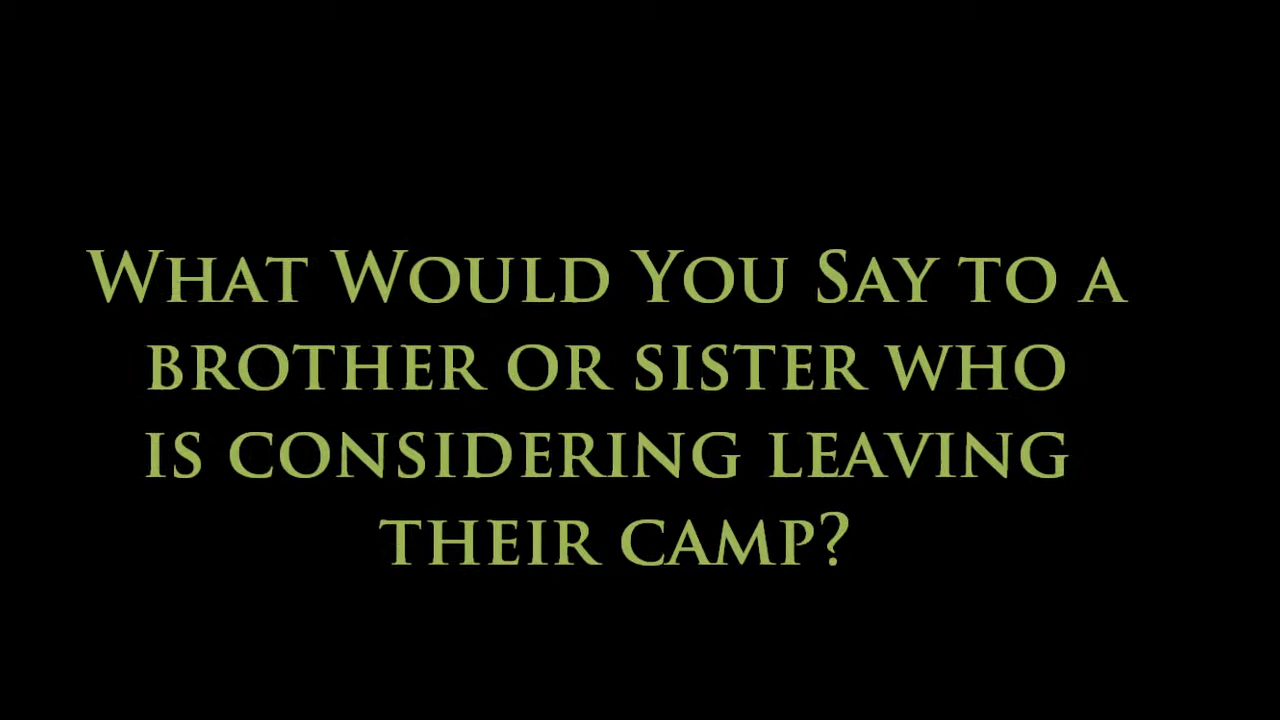 What Would You Say to a
brother or sister who
is considering leaving
their camp?